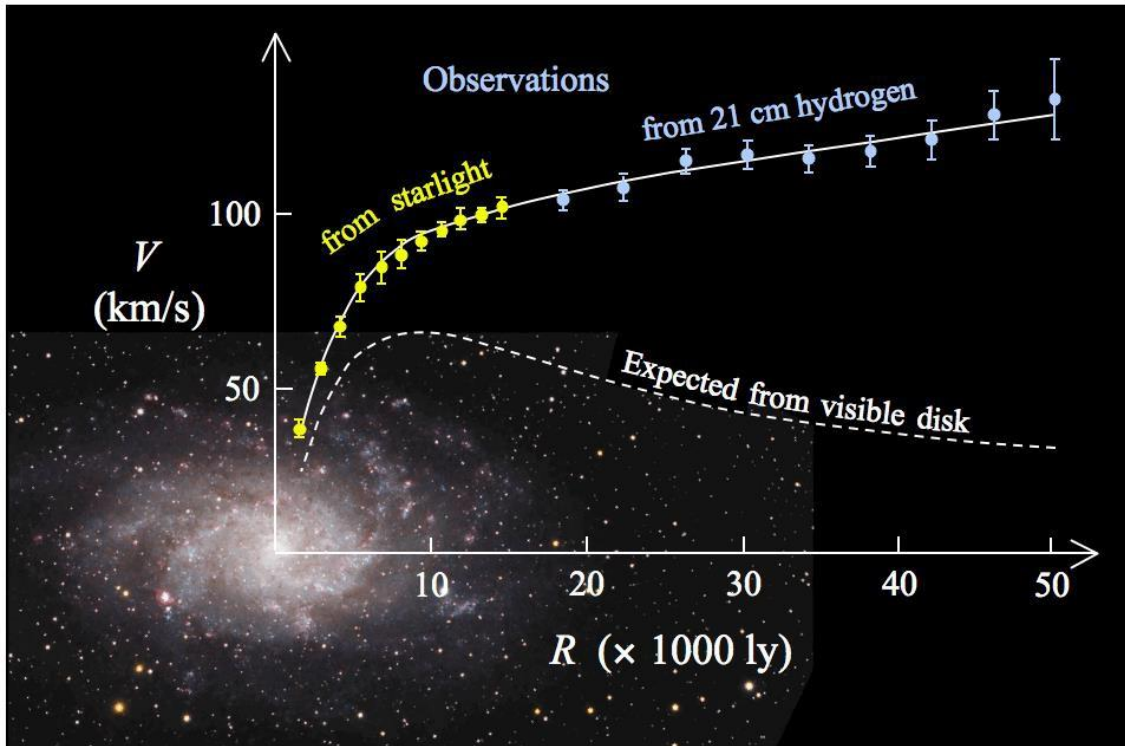 Observations
from 21 cm hydrogen
from starlight
100
V
(km/s)
50
Expected from visible disk
10 20 30 40 50
R (× 1000 ly)